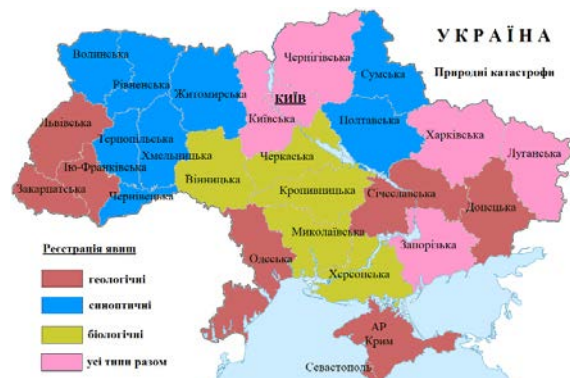 УКРАЇНА
Природні катастрофи
Волинська
Рівненська
Житомирська
Чернігівська
Сумська
КИЇВ
Київська
Полтавська
Харківська
Луганська
Львівська
Тернопільська
Хмельницька
Черкаська
Іво-Франківська
Закарпатська
Чернівецька
Вінницька
Кропивницька
Січеславська
Донецька
Миколаївська
Запорізька
Одеська
Херсонська
АР
Крим
Севастополь
Реєстрація явищ
геологічні
синоптичні
біологічні
усі типи разом